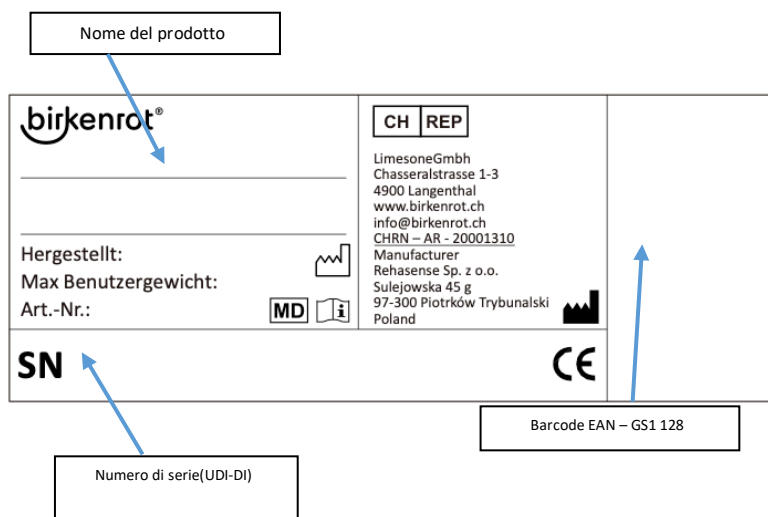 Nome del prodotto
birkenrot®
CH REP
LimesoneGmbh
Chasseralstrasse 1-3
4900 Langenthal
www.birkenrot.ch
info@birkenrot.ch
CHRN – AR - 20001310
Manufacturer
Rehasense Sp. z o.o.
Sulejowska 45 g
97-300 Piotrków Trybunalski
Poland
Hergestellt:
Max Benutzergewicht:
Art.-Nr.:
MD
SN
CE
Barcode EAN – GS1 128
Numero di serie(UDI-DI)